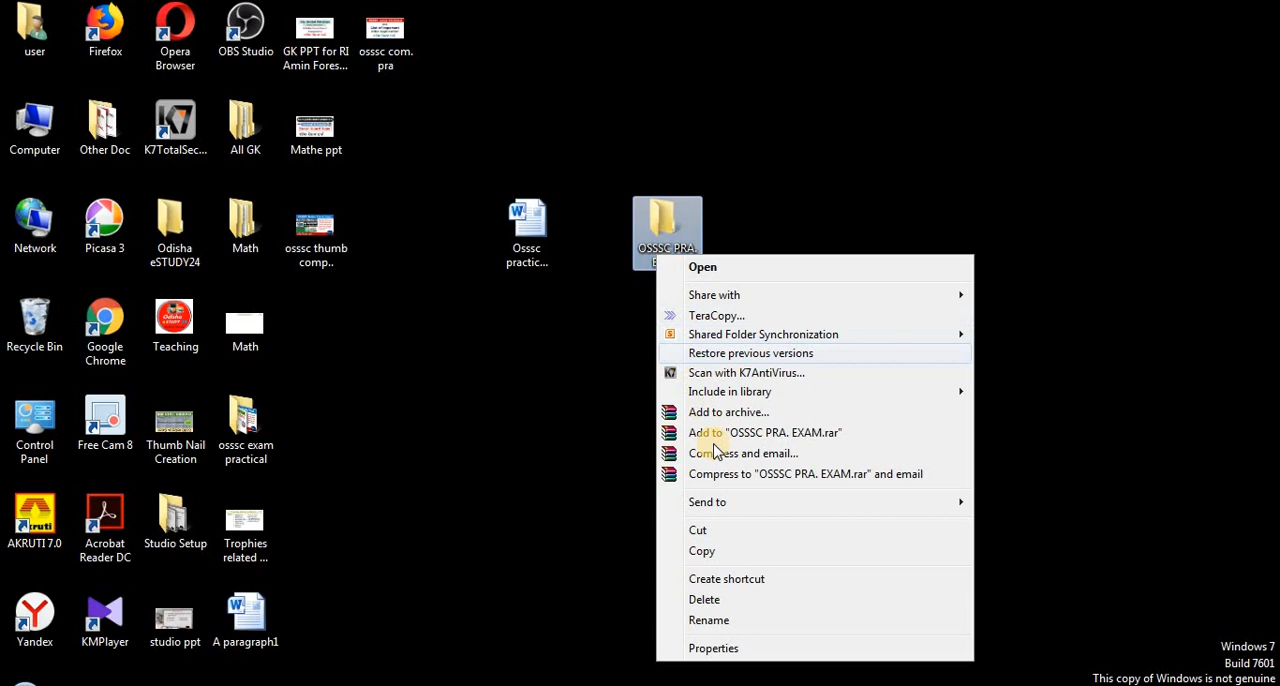 user
Firefox
Opera
Browser
OBS Studio
GK PPT for RI
Amin Fores...
osssc com.
pra
Computer
Other Doc
K7TotalSec...
All GK
Mathe ppt
Network
Picasa 3
Odisha
eSTUDY24
Math
osssc thumb
comp..
Osssc
practic...
OSSSC PRA.
Recycle Bin
Google
Chrome
Teaching
Math
Control
Panel
Free Cam 8
Thumb Nail
Creation
osssc exam
practical
AKRUTI 7.0
Acrobat
Reader DC
Studio Setup
Trophies
related ...
Yandex
KMPlayer
studio ppt
A paragraph1
Open
Share with
TeraCopy...
Shared Folder Synchronization
Restore previous versions
Scan with K7AntiVirus...
Include in library
Add to archive...
Add to "OSSSC PRA. EXAM.rar"
Compress and email...
Compress to "OSSSC PRA. EXAM.rar" and email
Send to
Cut
Copy
Create shortcut
Delete
Rename
Properties
Windows 7
Build 7601
This copy of Windows is not genuine